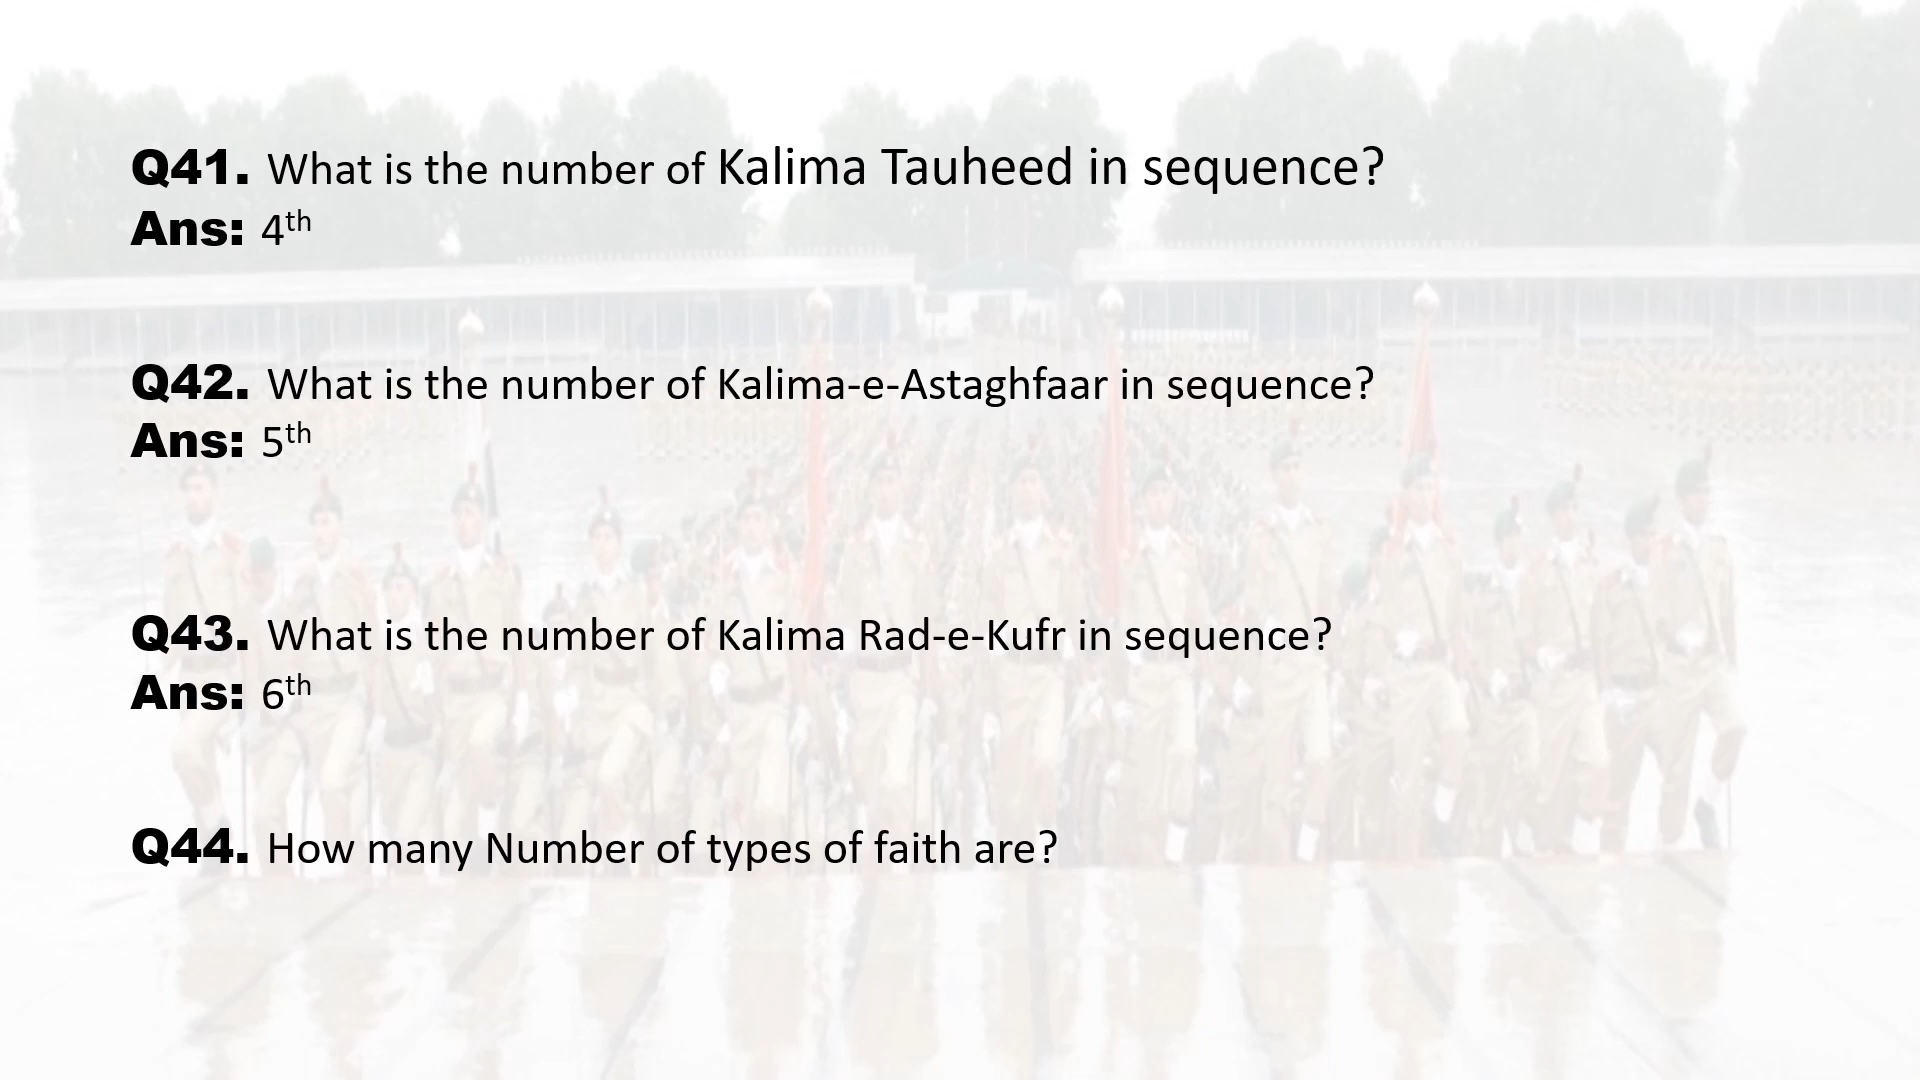 Q41. What is the number of Kalima Tauheed in sequence?
Ans: 4th
Q42. What is the number of Kalima-e-Astaghfaar in sequence?
Ans: 5th
Q43. What is the number of Kalima Rad-e-Kufr in sequence?
Ans: 6th
Q44. How many Number of types of faith are?